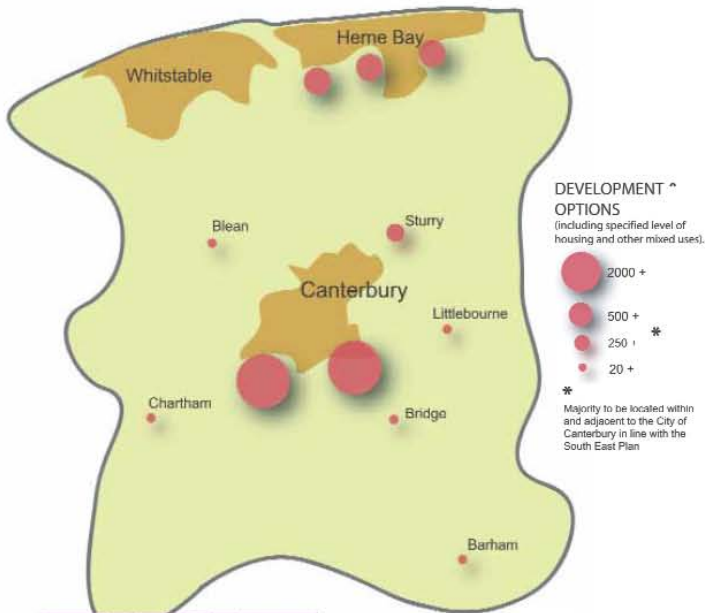 Herne Bay
Whitstable
Blean
Sturry
Canterbury
Littlebourne
Chartham
Bridge
Barham
DEVELOPMENT ^
OPTIONS
(including specified level of
housing and other mixed uses).
2000 +
500 +
*
250 +
20 +
*
Majority to be located within
and adjacent to the City of
Canterbury in line with the
South East Plan